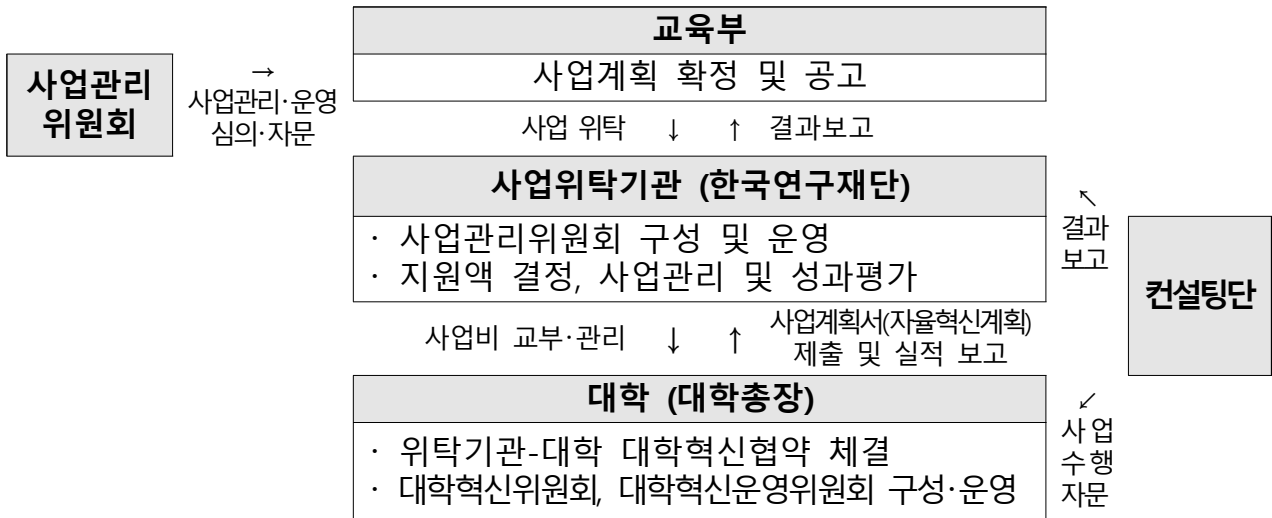 교육부
사업계획 확정 및 공고
사업관리
위원회
→
사업관리·운영
심의·자문
사업 위탁 ↓ ↑ 결과보고
사업위탁기관 (한국연구재단)
· 사업관리위원회 구성 및 운영
· 지원액 결정, 사업관리 및 성과평가
↖
결과
보고
컨설팅단
사업비 교부·관리 ↓ ↑ 사업계획서(자율혁신계획)
제출 및 실적 보고
대학 (대학총장)
· 위탁기관-대학 대학혁신협약 체결
· 대학혁신위원회, 대학혁신운영위원회 구성·운영
↙
사업
수행
자문